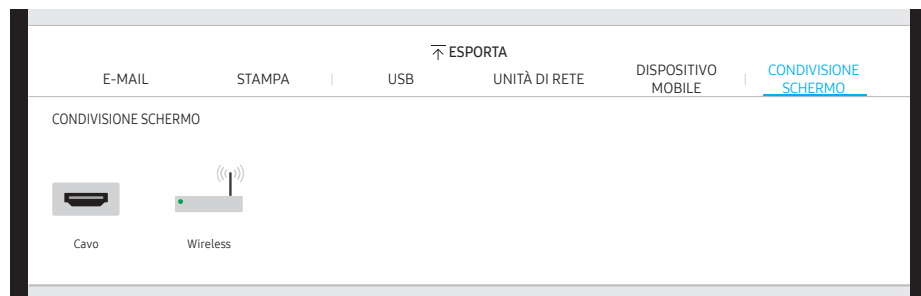 ESPORTA
E-MAIL STAMPA USB UNITÀ DI RETE DISPOSITIVO MOBILE CONDIVISIONE SCHERMO
CONDIVISIONE SCHERMO
Cavo Wireless